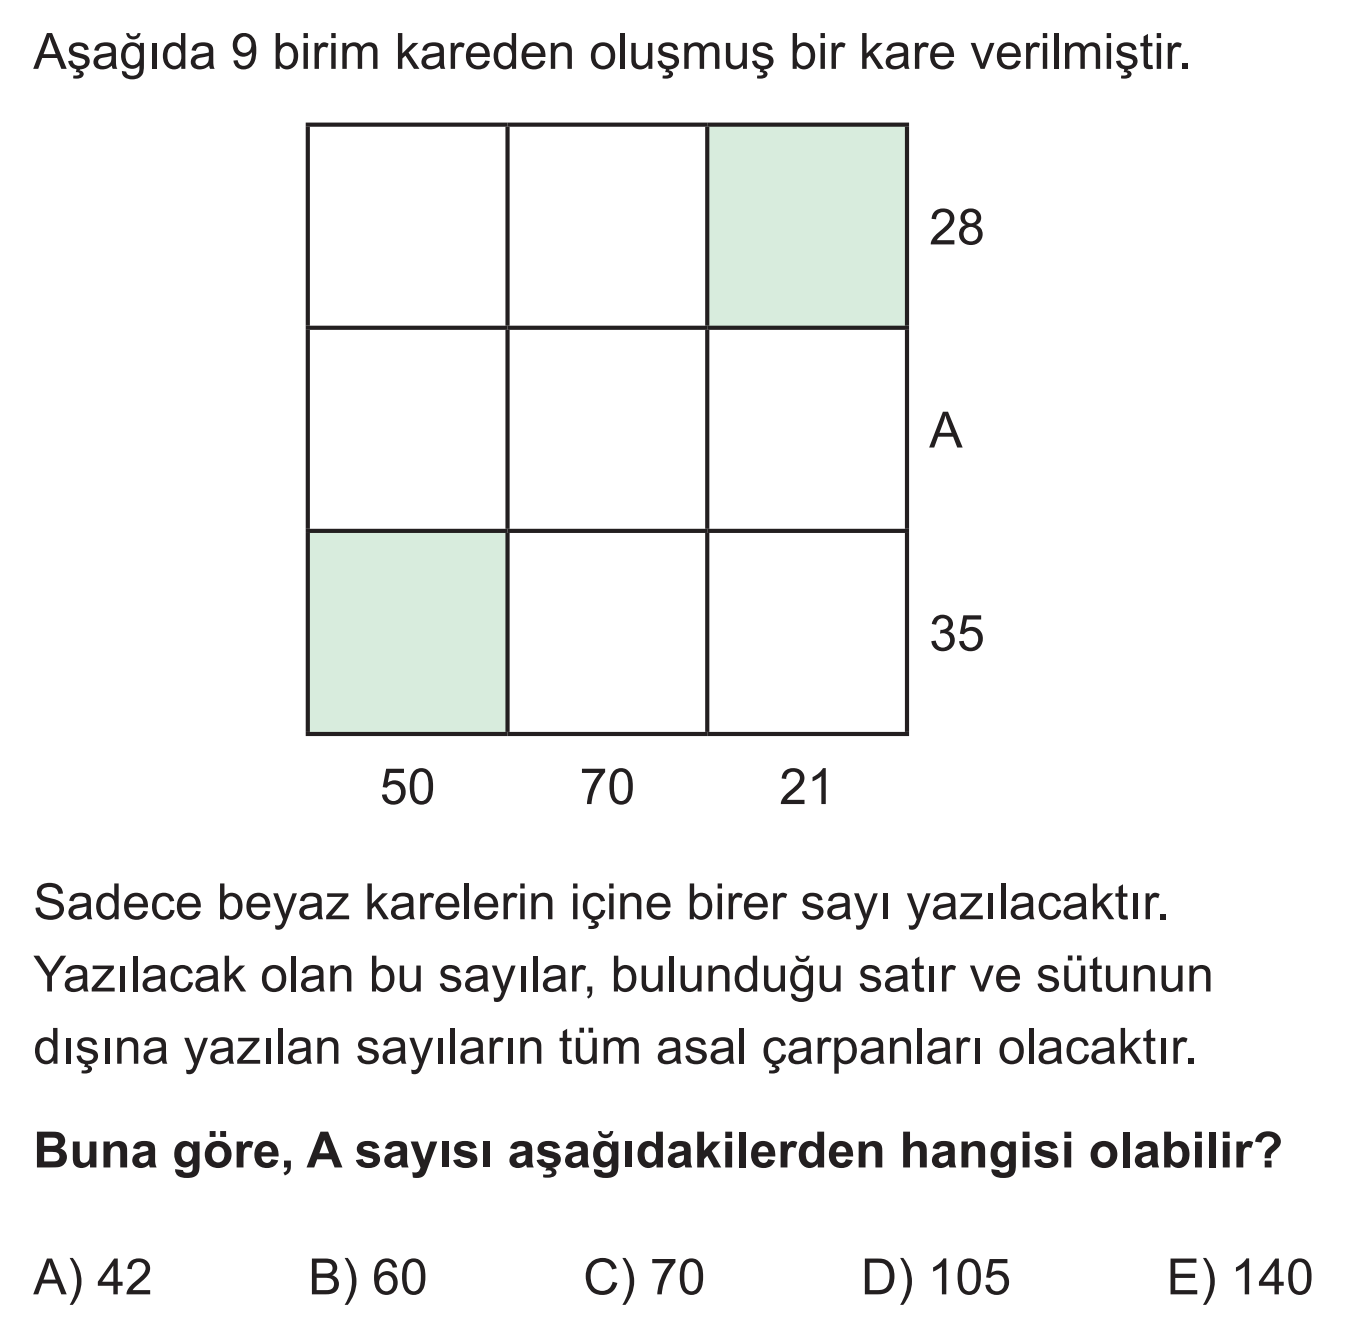 Aşağıda 9 birim kareden oluşmuş bir kare verilmiştir.
28
A
35
50 70 21
Sadece beyaz karelerin içine birer sayı yazılacaktır.
Yazılacak olan bu sayılar, bulunduğu satır ve sütunun
dışına yazılan sayıların tüm asal çarpanları olacaktır.
Buna göre, A sayısı aşağıdakilerden hangisi olabilir?
A) 42 B) 60 C) 70 D) 105 E) 140